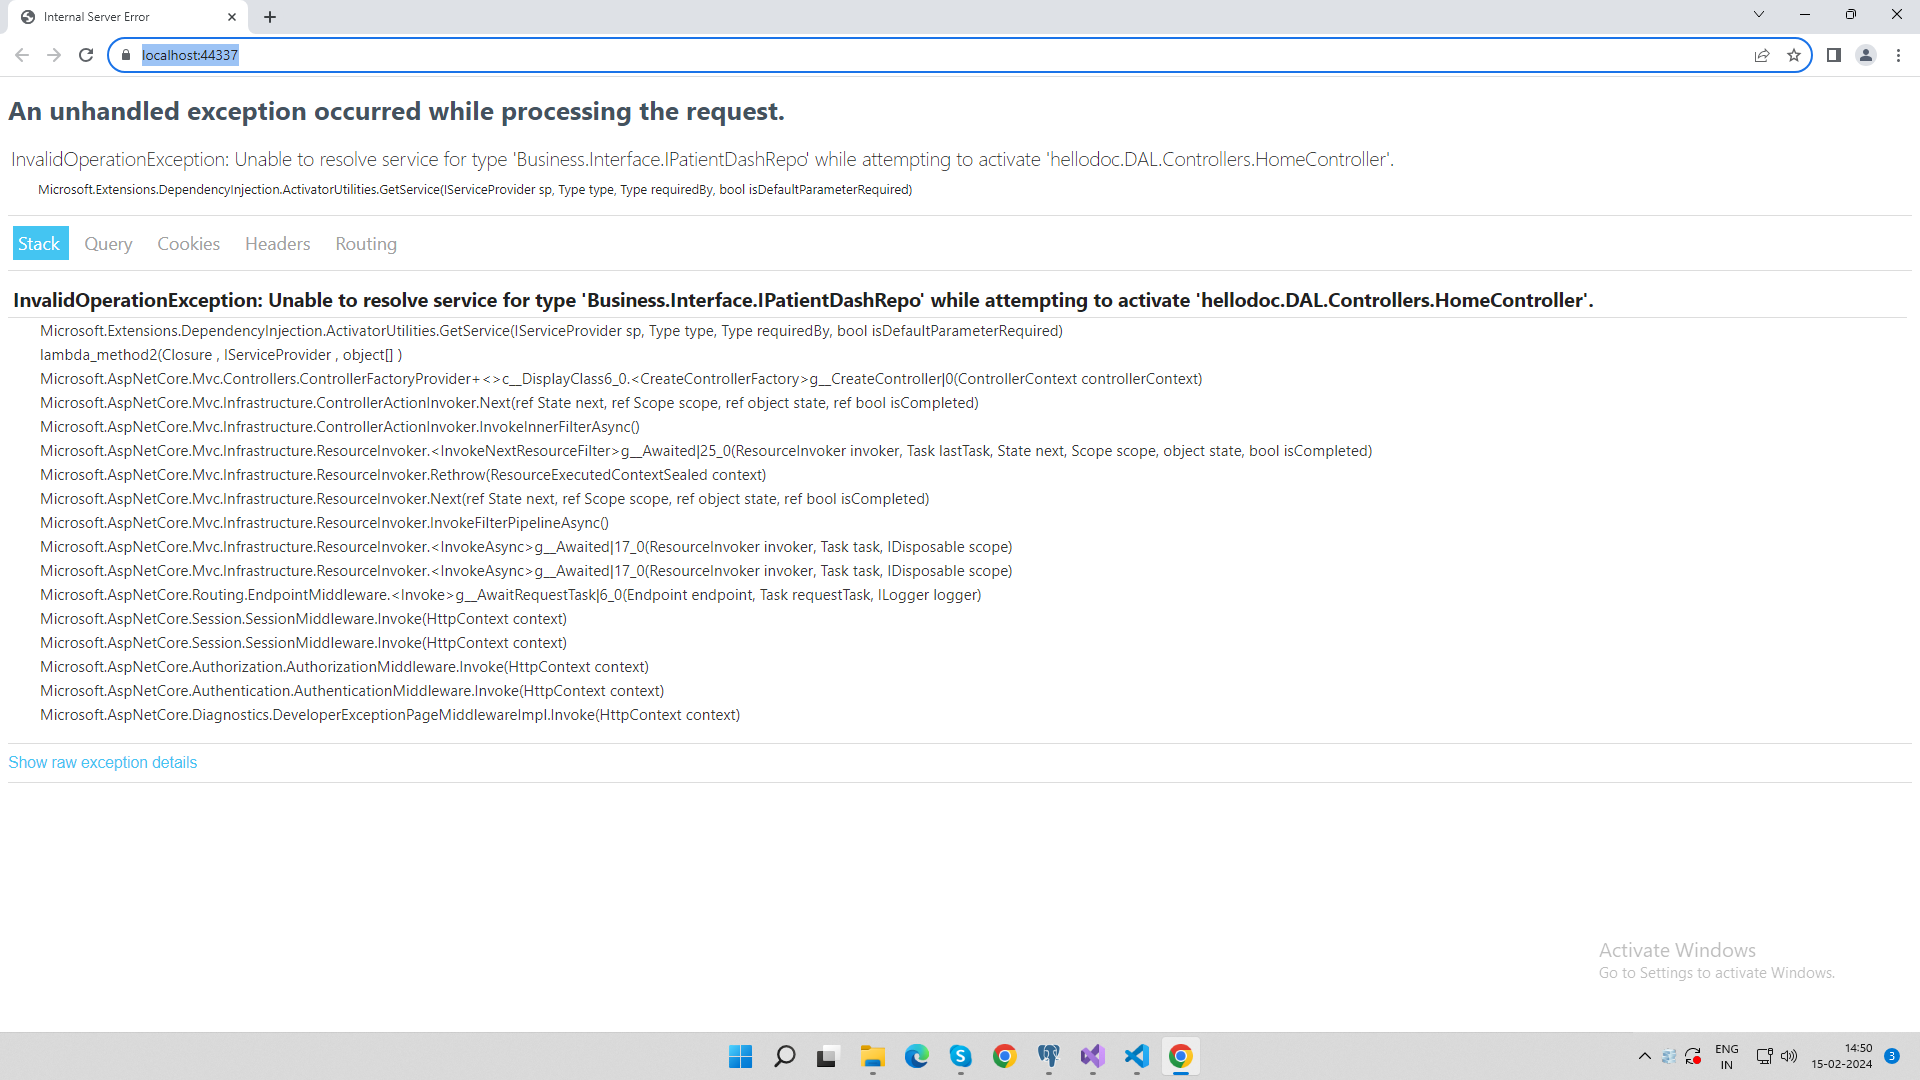 Internal Server Error
localhost:44337
An unhandled exception occurred while processing the request.
InvalidOperationException: Unable to resolve service for type 'Business.Interface.IPatientDashRepo' while attempting to activate 'hellodoc.DAL.Controllers.HomeController'.
Microsoft.Extensions.DependencyInjection.ActivatorUtilities.GetService(IServiceProvider sp, Type type, Type requiredBy, bool isDefaultParameterRequired)
Stack Query Cookies Headers Routing
InvalidOperationException: Unable to resolve service for type 'Business.Interface.IPatientDashRepo' while attempting to activate 'hellodoc.DAL.Controllers.HomeController'.
Microsoft.Extensions.DependencyInjection.ActivatorUtilities.GetService(IServiceProvider sp, Type type, Type requiredBy, bool isDefaultParameterRequired)
lambda_method2(Closure , IServiceProvider , object[] )
Microsoft.AspNetCore.Mvc.Controllers.ControllerFactoryProvider+<>c__DisplayClass6_0.<CreateControllerFactory>g__CreateController|0(ControllerContext controllerContext)
Microsoft.AspNetCore.Mvc.Infrastructure.ControllerActionInvoker.Next(ref State next, ref Scope scope, ref object state, ref bool isCompleted)
Microsoft.AspNetCore.Mvc.Infrastructure.ControllerActionInvoker.InvokeInnerFilterAsync()
Microsoft.AspNetCore.Mvc.Infrastructure.ResourceInvoker.<InvokeNextResourceFilter>g__Awaited|25_0(ResourceInvoker invoker, Task lastTask, State next, Scope scope, object state, bool isCompleted)
Microsoft.AspNetCore.Mvc.Infrastructure.ResourceInvoker.Rethrow(ResourceExecutedContextSealed context)
Microsoft.AspNetCore.Mvc.Infrastructure.ResourceInvoker.Next(ref State next, ref Scope scope, ref object state, ref bool isCompleted)
Microsoft.AspNetCore.Mvc.Infrastructure.ResourceInvoker.InvokeFilterPipelineAsync()
Microsoft.AspNetCore.Mvc.Infrastructure.ResourceInvoker.<InvokeAsync>g__Awaited|17_0(ResourceInvoker invoker, Task task, IDisposable scope)
Microsoft.AspNetCore.Mvc.Infrastructure.ResourceInvoker.<InvokeAsync>g__Awaited|17_0(ResourceInvoker invoker, Task task, IDisposable scope)
Microsoft.AspNetCore.Routing.EndpointMiddleware.<Invoke>g__AwaitRequestTask|6_0(Endpoint endpoint, Task requestTask, ILogger logger)
Microsoft.AspNetCore.Session.SessionMiddleware.Invoke(HttpContext context)
Microsoft.AspNetCore.Session.SessionMiddleware.Invoke(HttpContext context)
Microsoft.AspNetCore.Authorization.AuthorizationMiddleware.Invoke(HttpContext context)
Microsoft.AspNetCore.Authentication.AuthenticationMiddleware.Invoke(HttpContext context)
Microsoft.AspNetCore.Diagnostics.DeveloperExceptionPageMiddlewareImpl.Invoke(HttpContext context)
Show raw exception details
Activate Windows
Go to Settings to activate Windows.
ENG
IN
14:50
15-02-2024
3